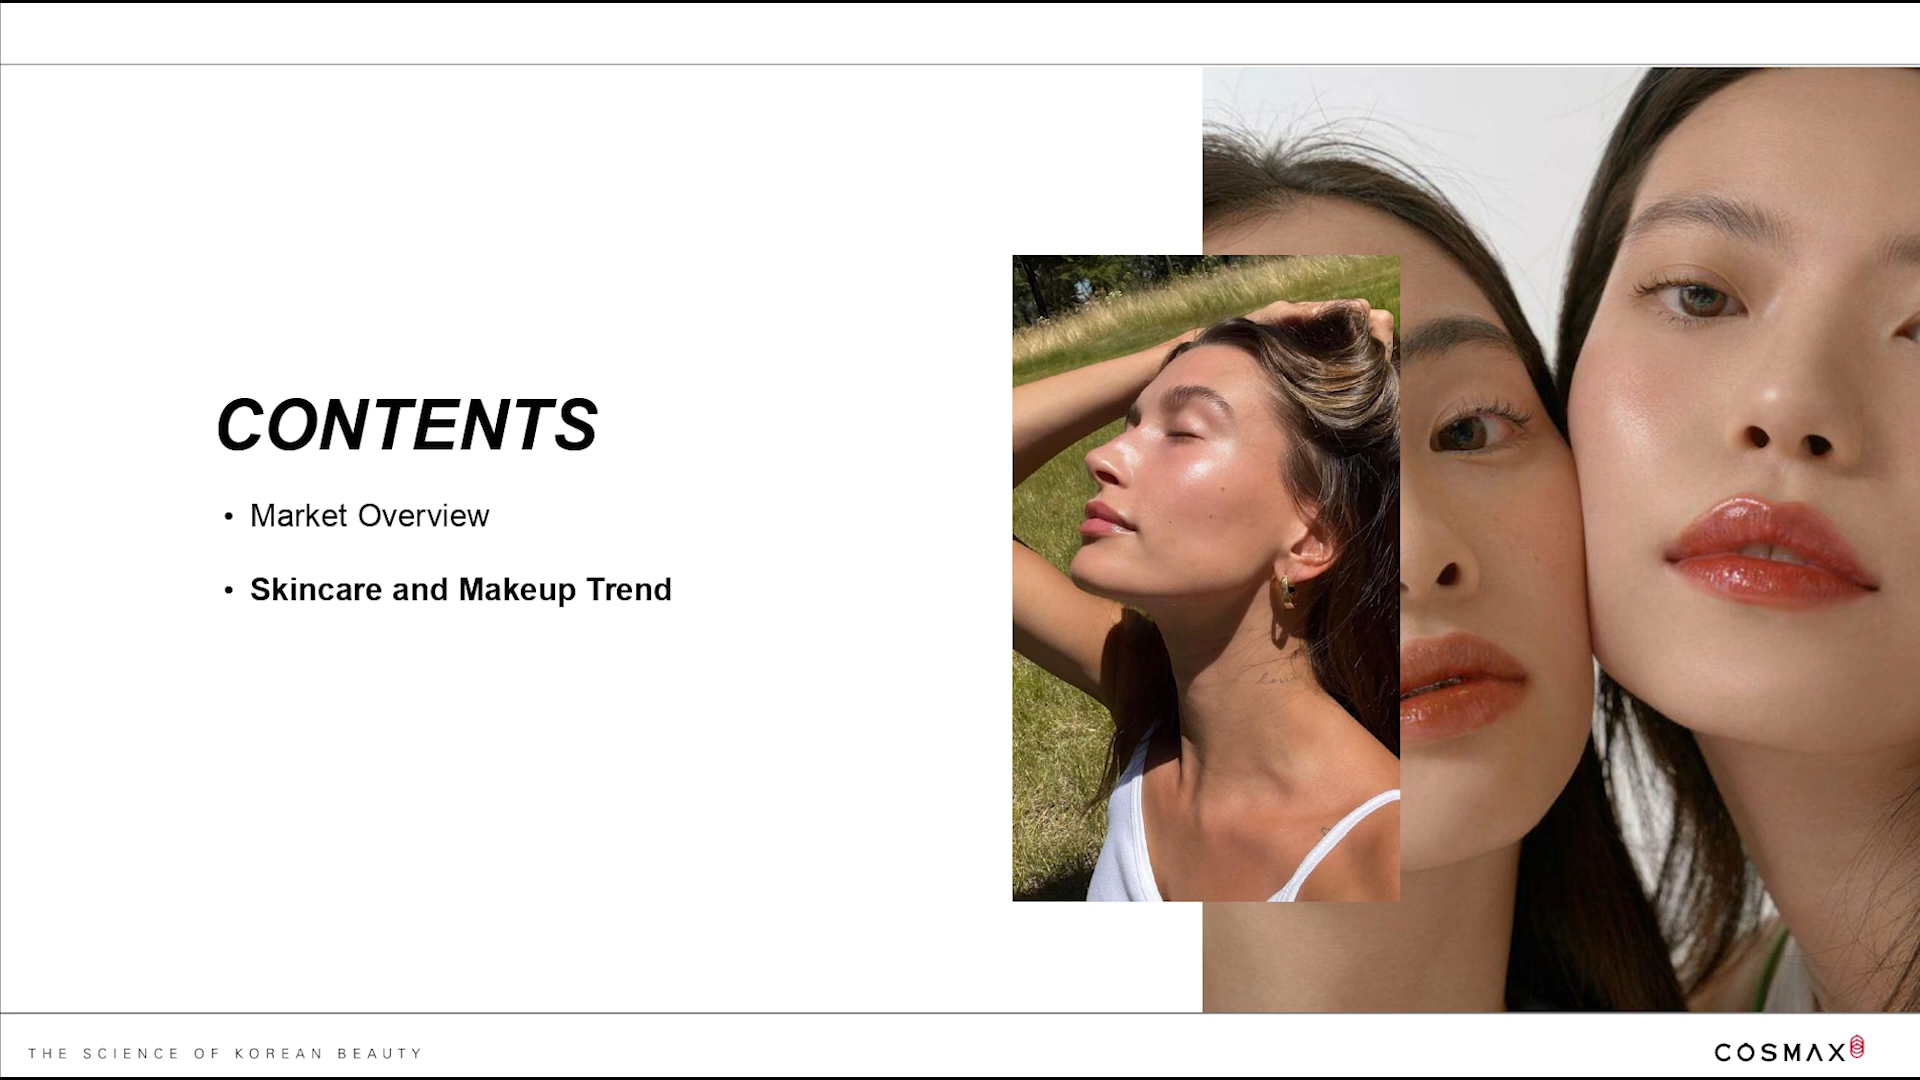 CONTENTS
• Market Overview
• Skincare and Makeup Trend
THE SCIENCE OF KOREAN BEAUTY
COSMAX